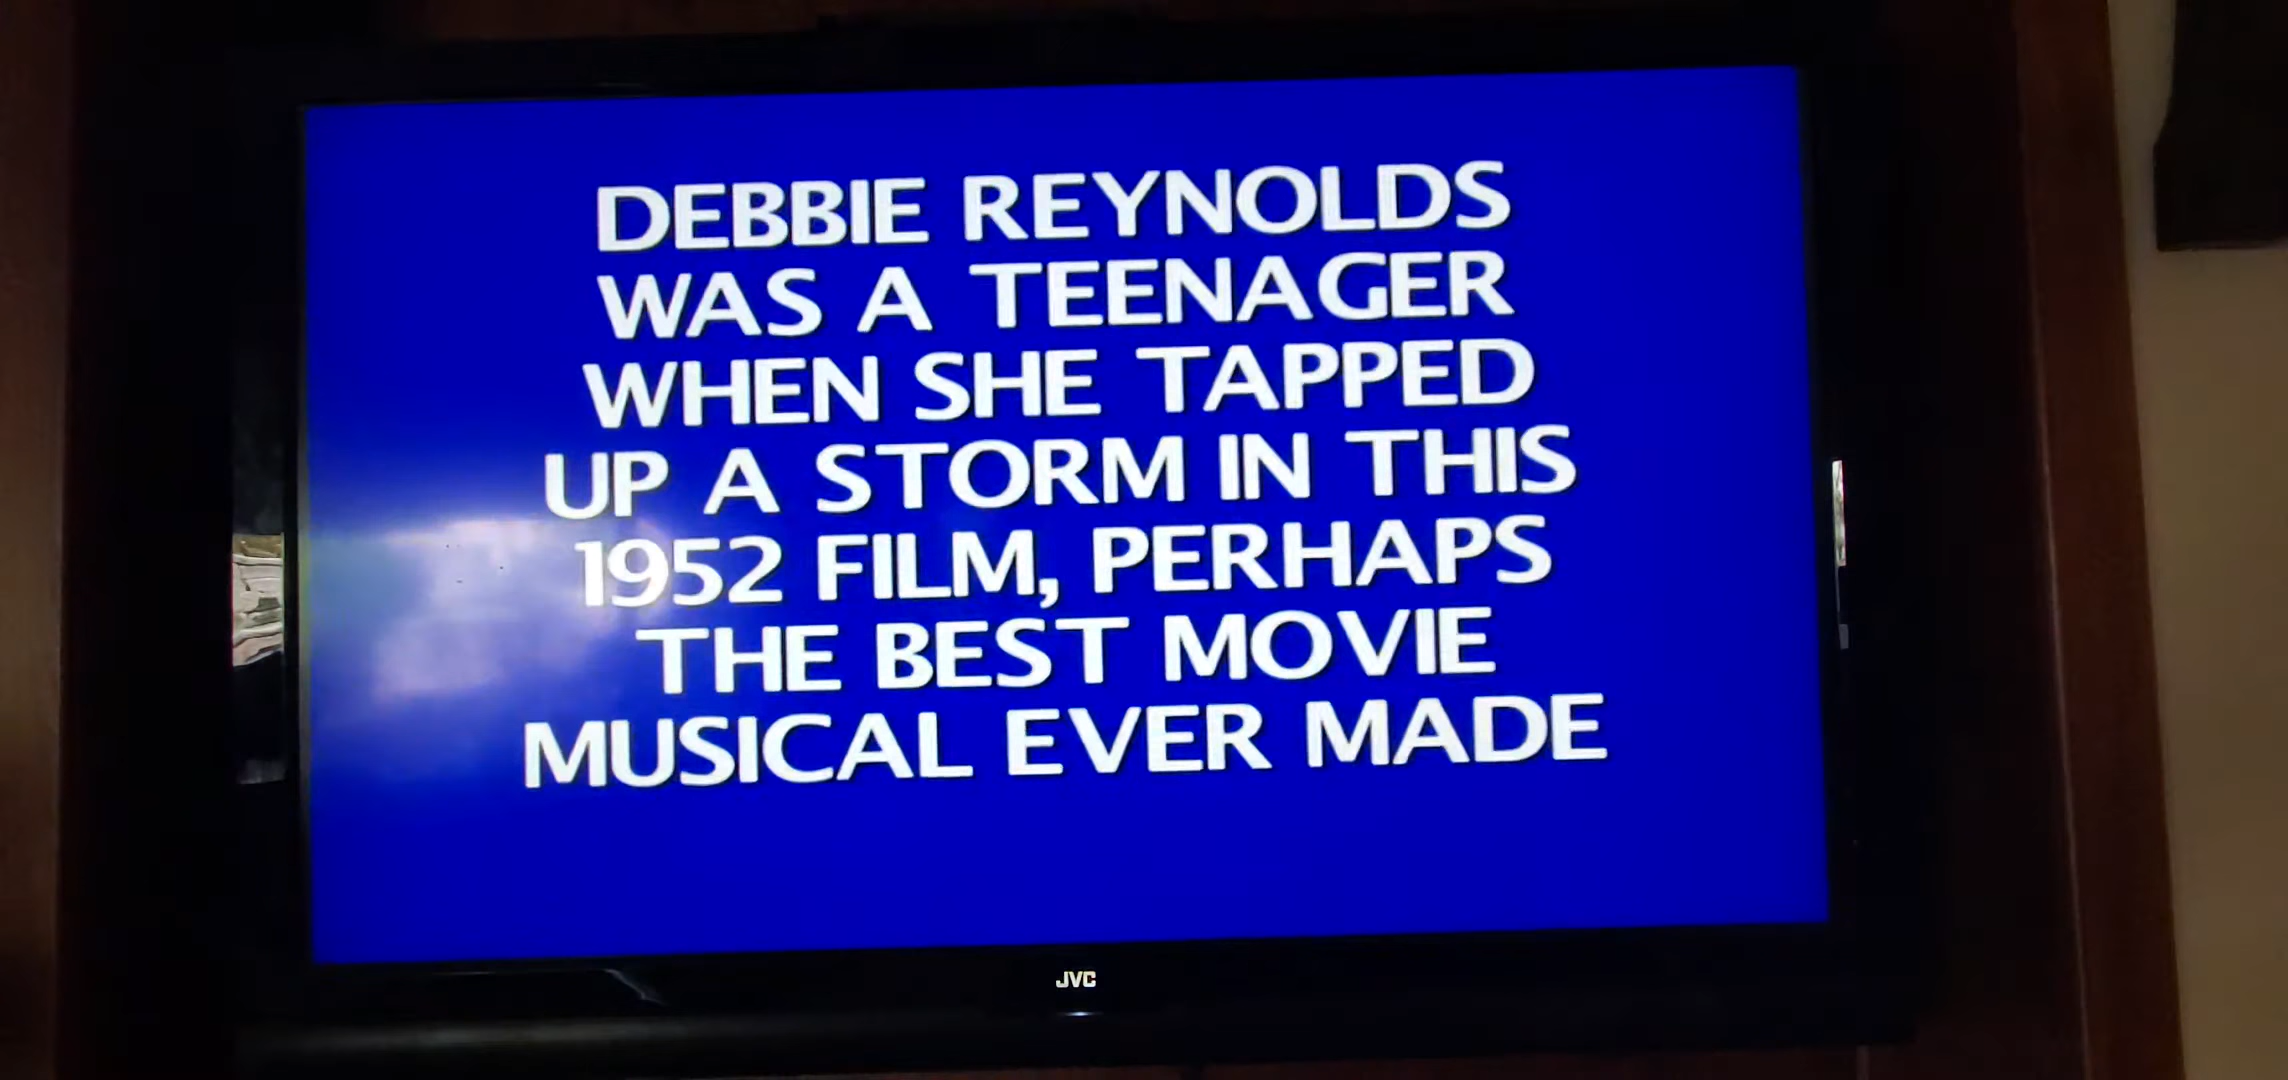 DEBBIE REYNOLDS
WAS A TEENAGER
WHEN SHE TAPPED
UP A STORM IN THIS
1952 FILM, PERHAPS
THE BEST MOVIE
MUSICAL EVER MADE
JVC